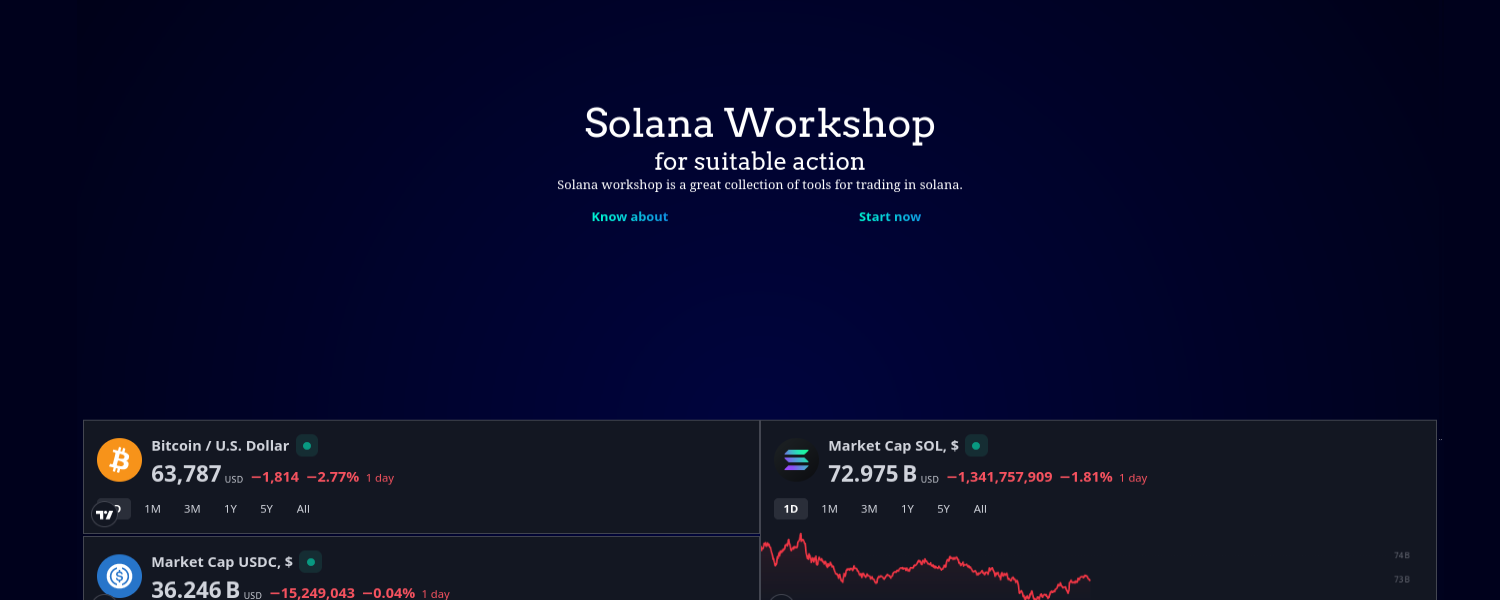 Solana Workshop
for suitable action
Solana workshop is a great collection of tools for trading in solana.
Know about
Start now
Bitcoin / U.S. Dollar
63,787 USD −1,814 −2.77% 1 day
1M 3M 1Y 5Y All
Market Cap USDC, $
36.246 B USD −15,249,043 −0.04% 1 day
Market Cap SOL, $
72.975 B USD −1,341,757,909 −1.81% 1 day
1D 1M 3M 1Y 5Y All
74B
73B